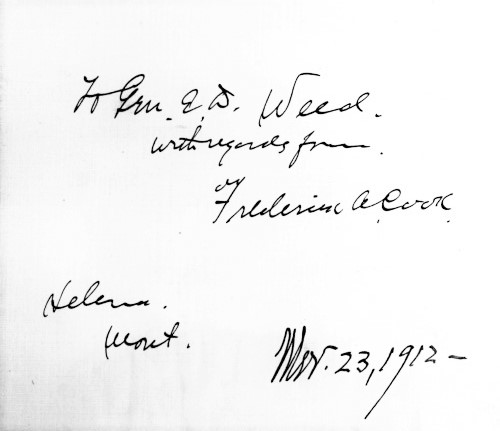 To Gen. E. D. Weed.
with regards from.
Frederick A. Cook.
Helena.
Mont.
Nov. 23, 1912 –